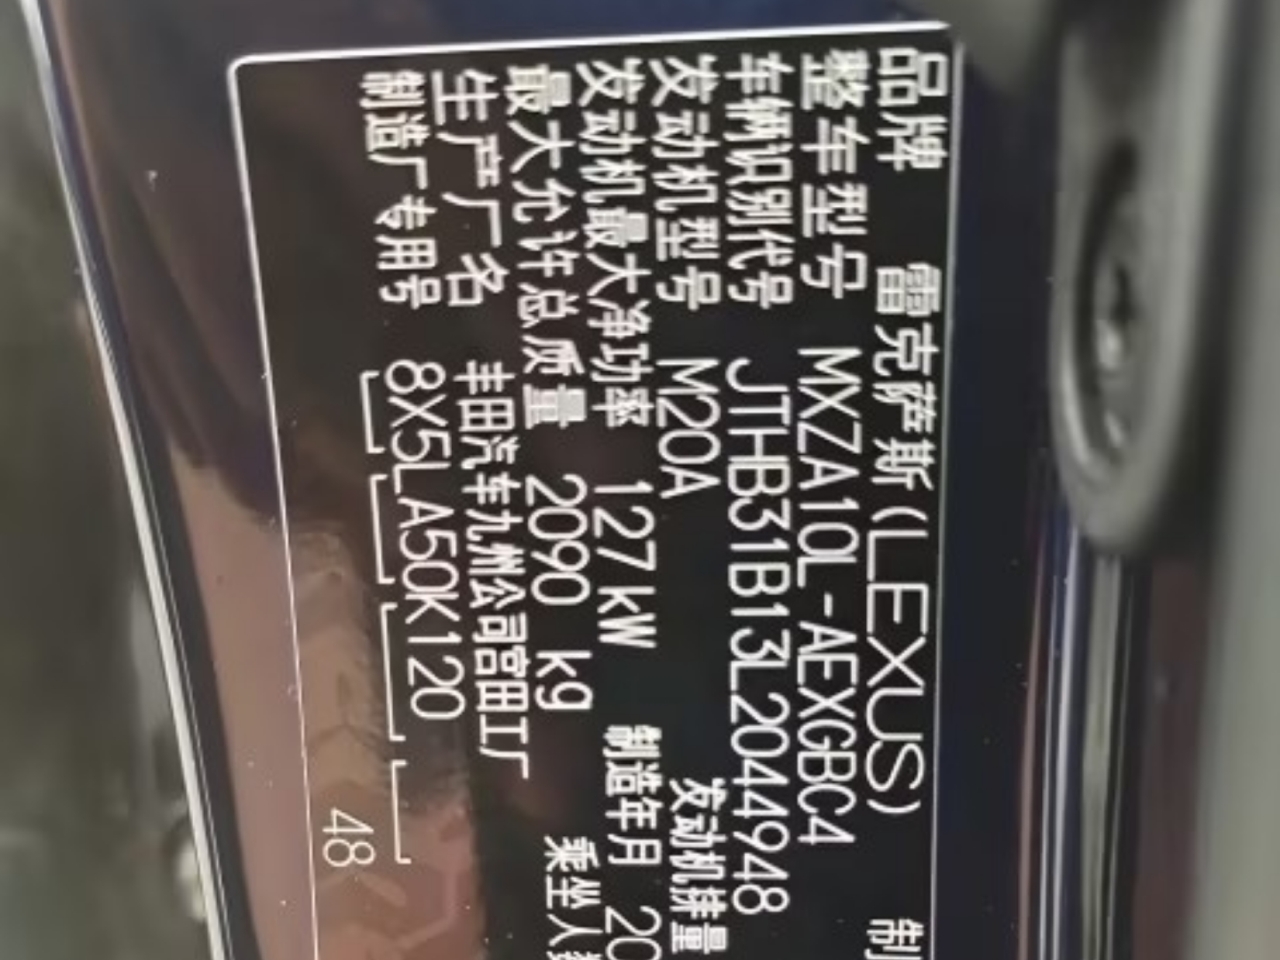 品牌 雷克萨斯(LEXUS) 制
整车型号 MXZA10L-AEXGBC4
车辆识别代号 JTHB31B13L2044948
发动机型号 M20A 发动机排量
发动机最大净功率 127kW 制造年月 20
最大允许总质量 2090 kg 乘坐人数
生产厂名 丰田汽车九州公司宫田工厂
制造厂专用号 8X5LA50K120
48